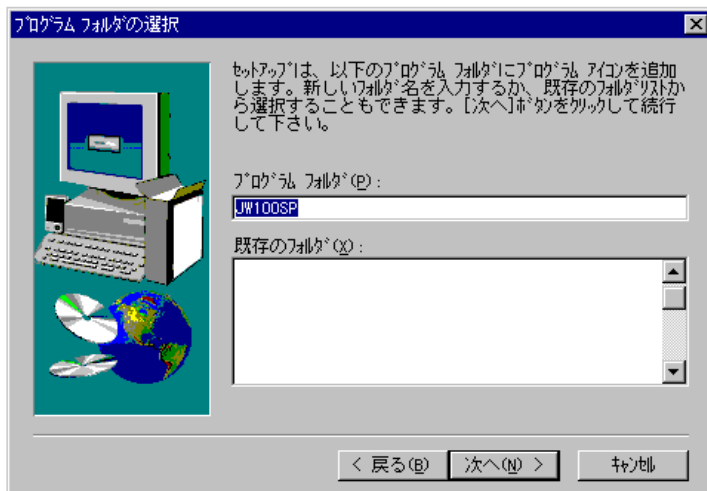 ﾌﾟﾛｸﾞﾗﾑ ﾌｫﾙﾀﾞの選択
ｾｯﾄｱｯﾌﾟは、以下のﾌﾟﾛｸﾞﾗﾑ ﾌｫﾙﾀﾞにﾌﾟﾛｸﾞﾗﾑ ｱｲｺﾝを追加
します。新しいﾌｫﾙﾀﾞ名を入力するか、既存のﾌｫﾙﾀﾞﾘｽﾄか
ら選択することもできます。[次へ]ﾎﾞﾀﾝをｸﾘｯｸして続行
して下さい。
ﾌﾟﾛｸﾞﾗﾑ ﾌｫﾙﾀﾞ(P):
JW100SP
既存のﾌｫﾙﾀﾞ(X):
< 戻る(B)
次へ(N) >
ｷｬﾝｾﾙ